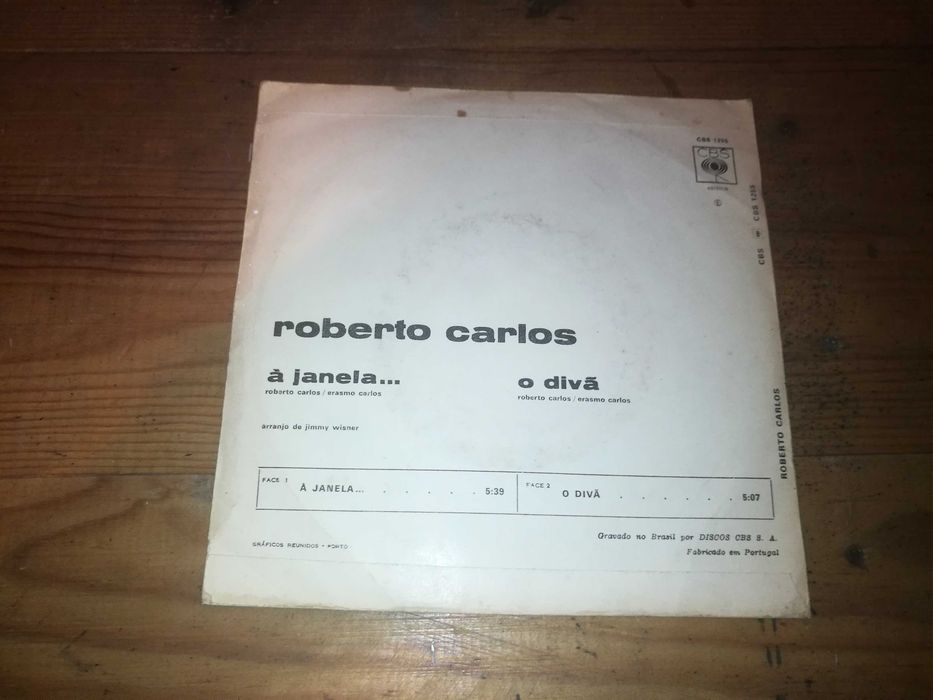 CBS 1255
CBS
roberto carlos
à janela...
roberto carlos / erasmo carlos
o divã
roberto carlos / erasmo carlos
arranjo de jimmy wisner
FACE 1
À JANELA... . . . . . 5:39
FACE 2
O DIVÃ . . . . . . 5:07
GRÁFICOS REUNIDOS - PORTO
Gravado no Brasil por DISCOS CBS S. A.
Fabricado em Portugal
ROBERTO CARLOS
CBS CBS 1255